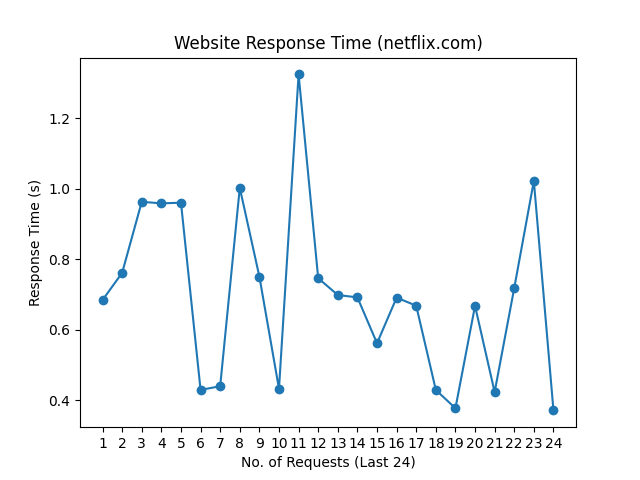 Website Response Time (netflix.com)
Response Time (s)
1.2
1.0
0.8
0.6
0.4
1 2 3 4 5 6 7 8 9 10 11 12 13 14 15 16 17 18 19 20 21 22 23 24
No. of Requests (Last 24)